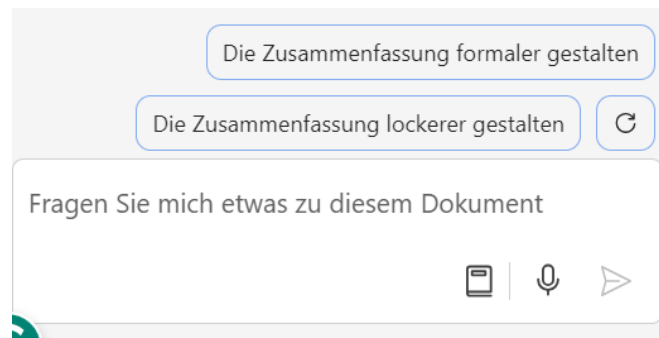 Die Zusammenfassung formaler gestalten
Die Zusammenfassung lockerer gestalten
Fragen Sie mich etwas zu diesem Dokument